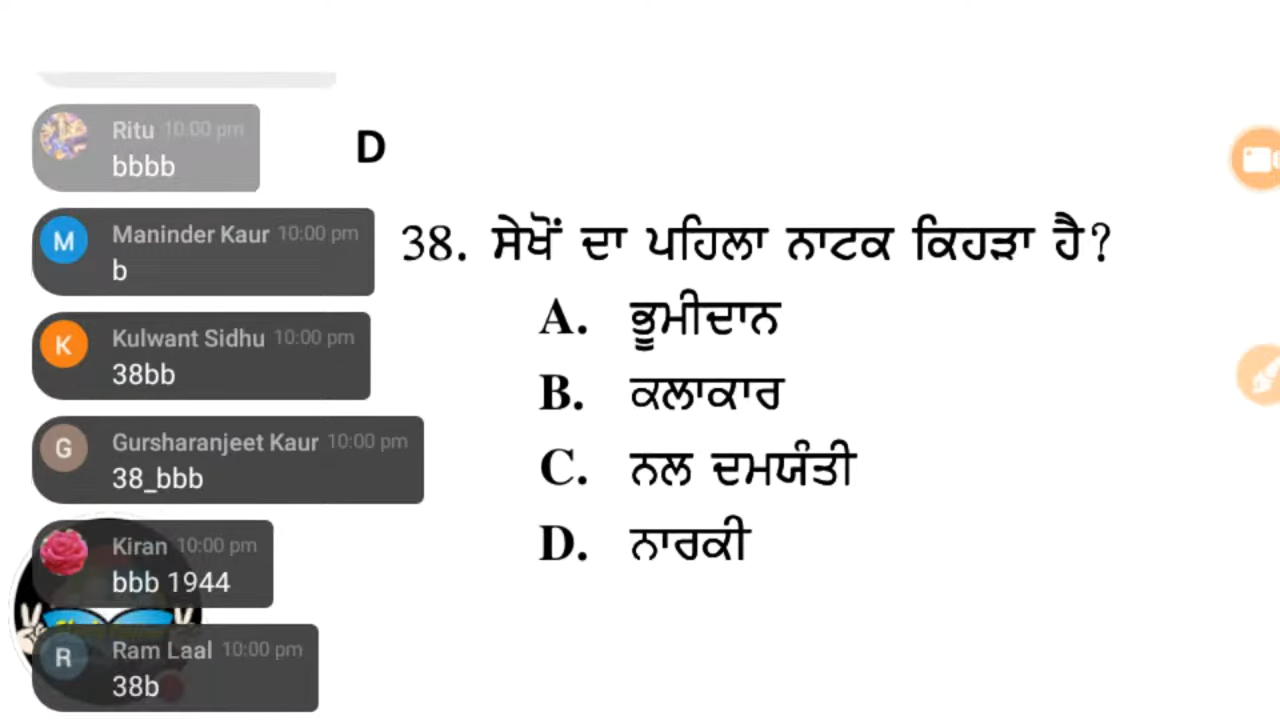 Ritu 10:00 pm
bbbb
D
Maninder Kaur 10:00 pm
b
38. ਸੇਖੋਂ ਦਾ ਪਹਿਲਾ ਨਾਟਕ ਕਿਹੜਾ ਹੈ?
A. ਭੂਮੀਦਾਨ
Kulwant Sidhu 10:00 pm
38bb
B. ਕਲਾਕਾਰ
Gursharanjeet Kaur 10:00 pm
38_bbb
C. ਨਲ ਦਮਯੰਤੀ
Kiran 10:00 pm
bbb 1944
D. ਨਾਰਕੀ
Ram Laal 10:00 pm
38b
M
K
G
R